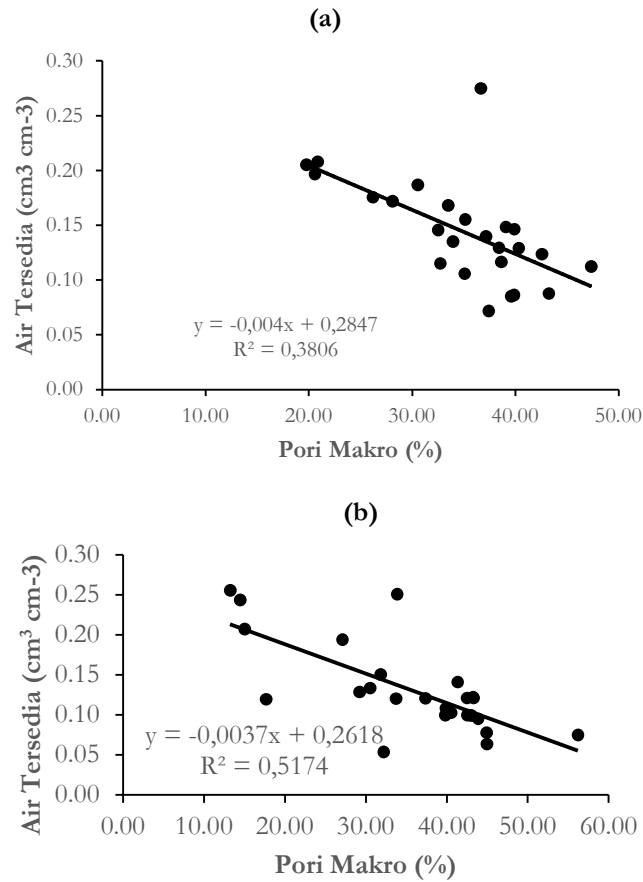 (a)
Air Tersedia (cm3 cm-3)
0.30
0.25
0.20
0.15
0.10
0.05
0.00
y = -0,004x + 0,2847
R² = 0,3806
0.00 10.00 20.00 30.00 40.00 50.00
Pori Makro (%)
(b)
Air Tersedia (cm³ cm-3)
0.30
0.25
0.20
0.15
0.10
0.05
0.00
y = -0,0037x + 0,2618
R² = 0,5174
0.00 10.00 20.00 30.00 40.00 50.00 60.00
Pori Makro (%)